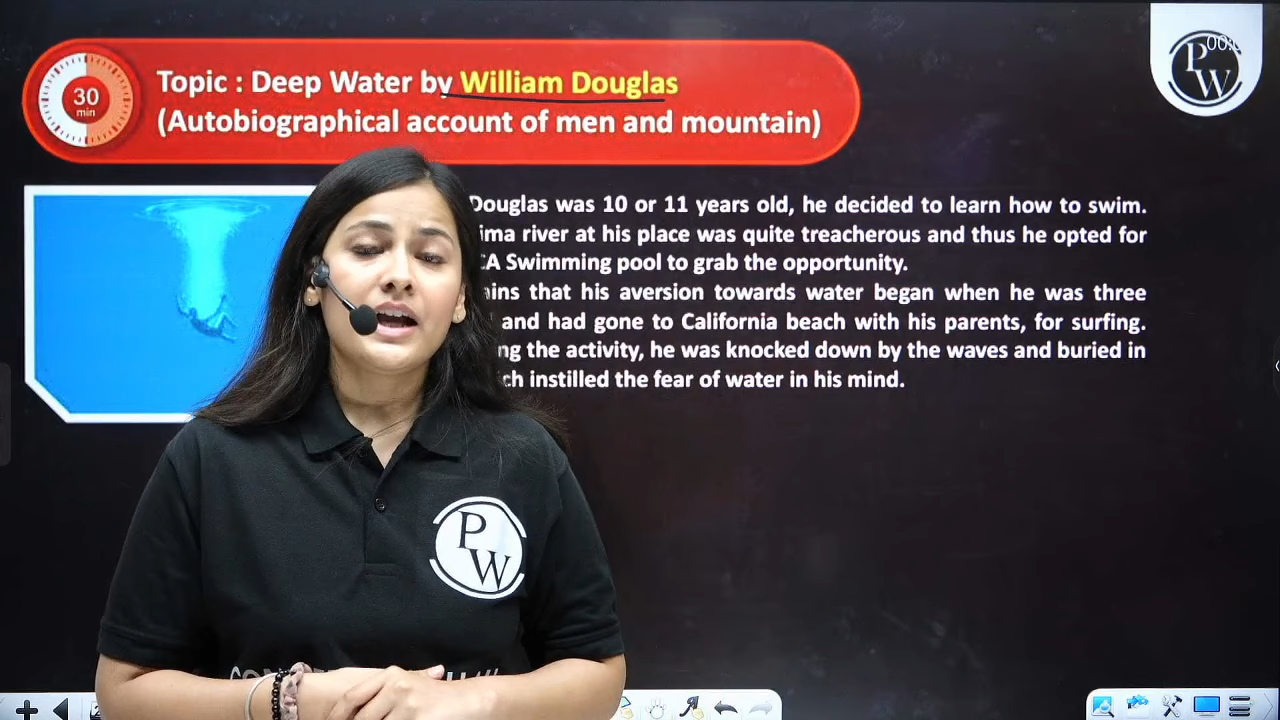 Topic : Deep Water by William Douglas
(Autobiographical account of men and mountain)
30
min
PW
Douglas was 10 or 11 years old, he decided to learn how to swim.
river at his place was quite treacherous and thus he opted for
Swimming pool to grab the opportunity.
that his aversion towards water began when he was three
and had gone to California beach with his parents, for surfing.
the activity, he was knocked down by the waves and buried in
instilled the fear of water in his mind.
PW